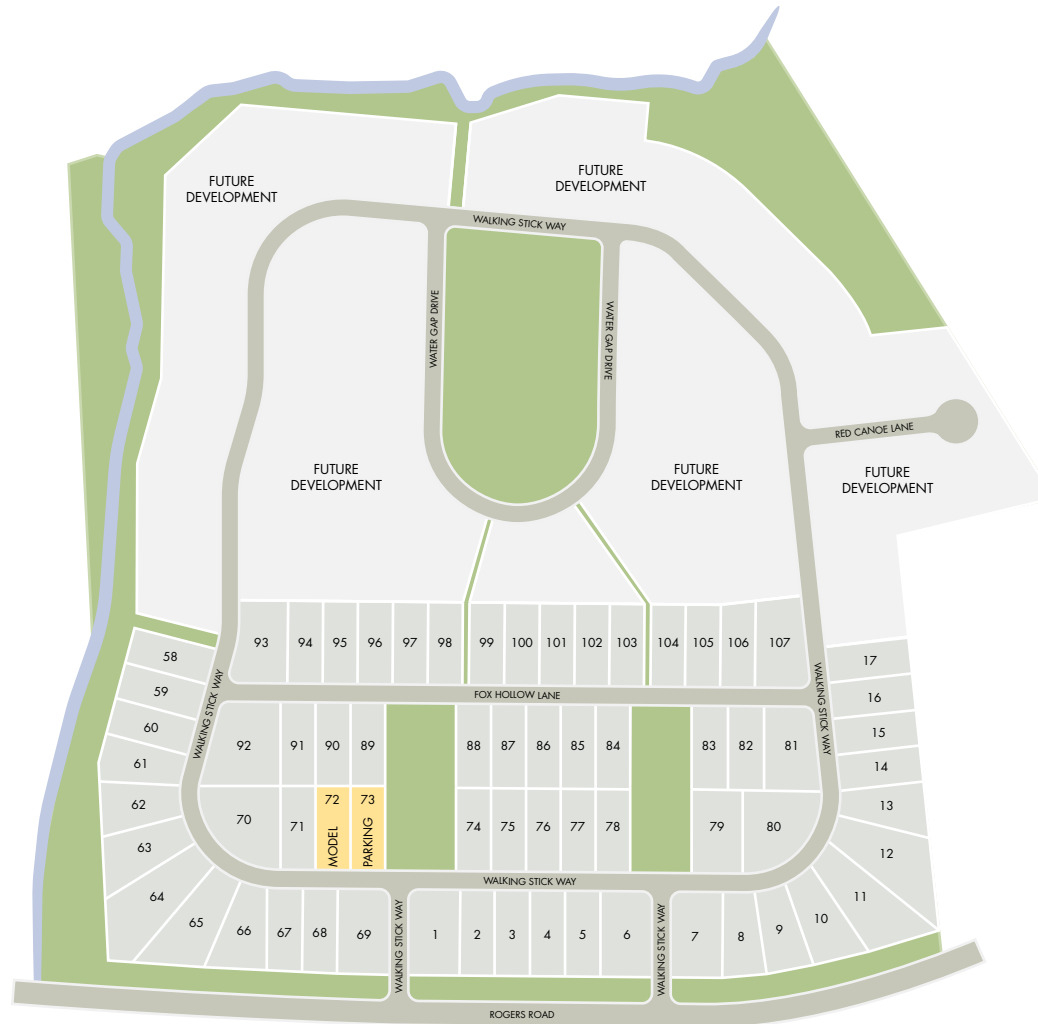 FUTURE
DEVELOPMENT
FUTURE
DEVELOPMENT
WALKING STICK WAY
WATER GAP DRIVE
WATER GAP DRIVE
RED CANOE LANE
FUTURE
DEVELOPMENT
FUTURE
DEVELOPMENT
FUTURE
DEVELOPMENT
93 94 95 96 97 98 99 100 101 102 103 104 105 106 107
58
59
60
61
62
63
64
65
66
67
68
69
WALKING STICK WAY
FOX HOLLOW LANE
WALKING STICK WAY
17
16
15
14
13
12
11
10
9
8
7
92 91 90 89 88 87 86 85 84 83 82 81
70 71 72 73 74 75 76 77 78 79 80
MODEL
PARKING
WALKING STICK WAY
WALKING STICK WAY
1 2 3 4 5 6
WALKING STICK WAY
ROGERS ROAD